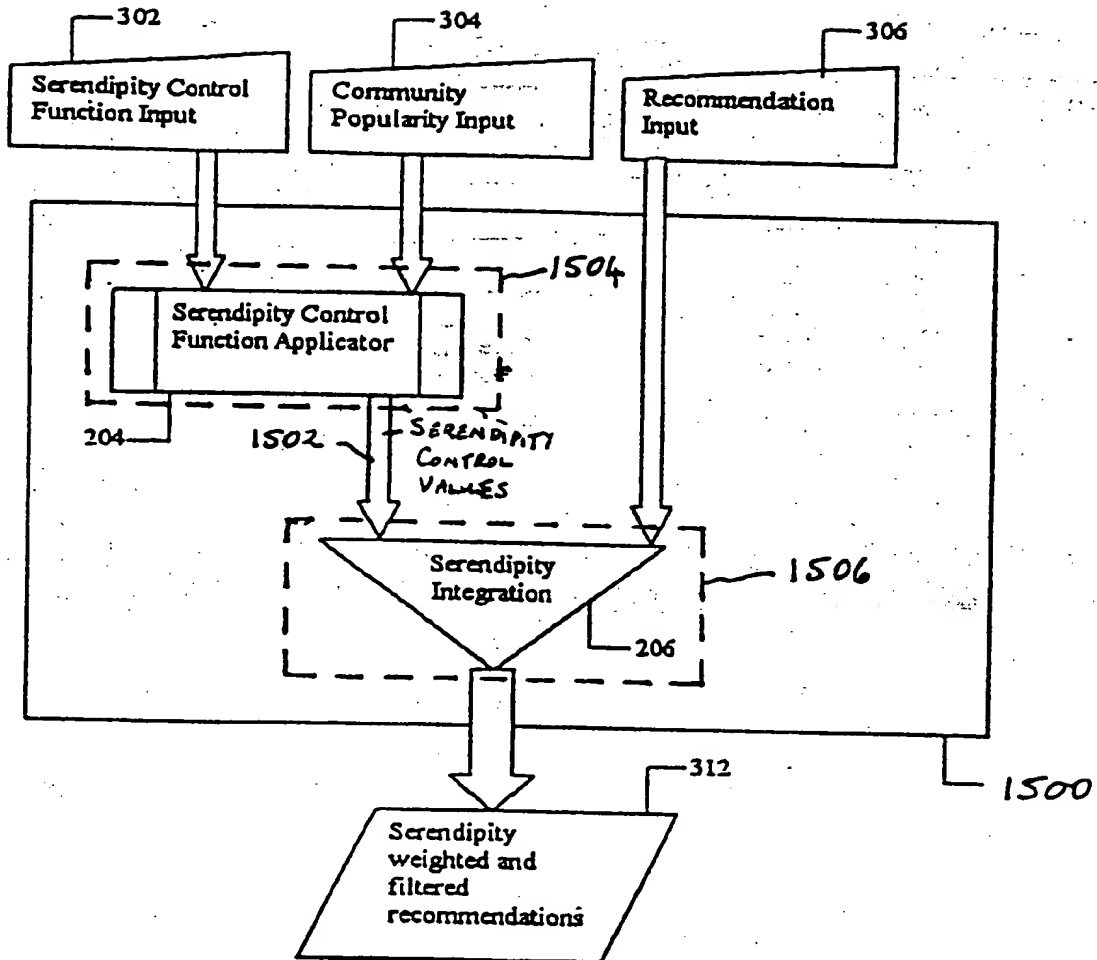 302
304
306
Serendipity Control
Function Input
Community
Popularity Input
Recommendation
Input
1504
Serendipity Control
Function Applicator
204
1502
SERENDIPITY
CONTROL
VALUES
Serendipity
Integration
1506
206
312
1500
Serendipity
weighted and
filtered
recommendations